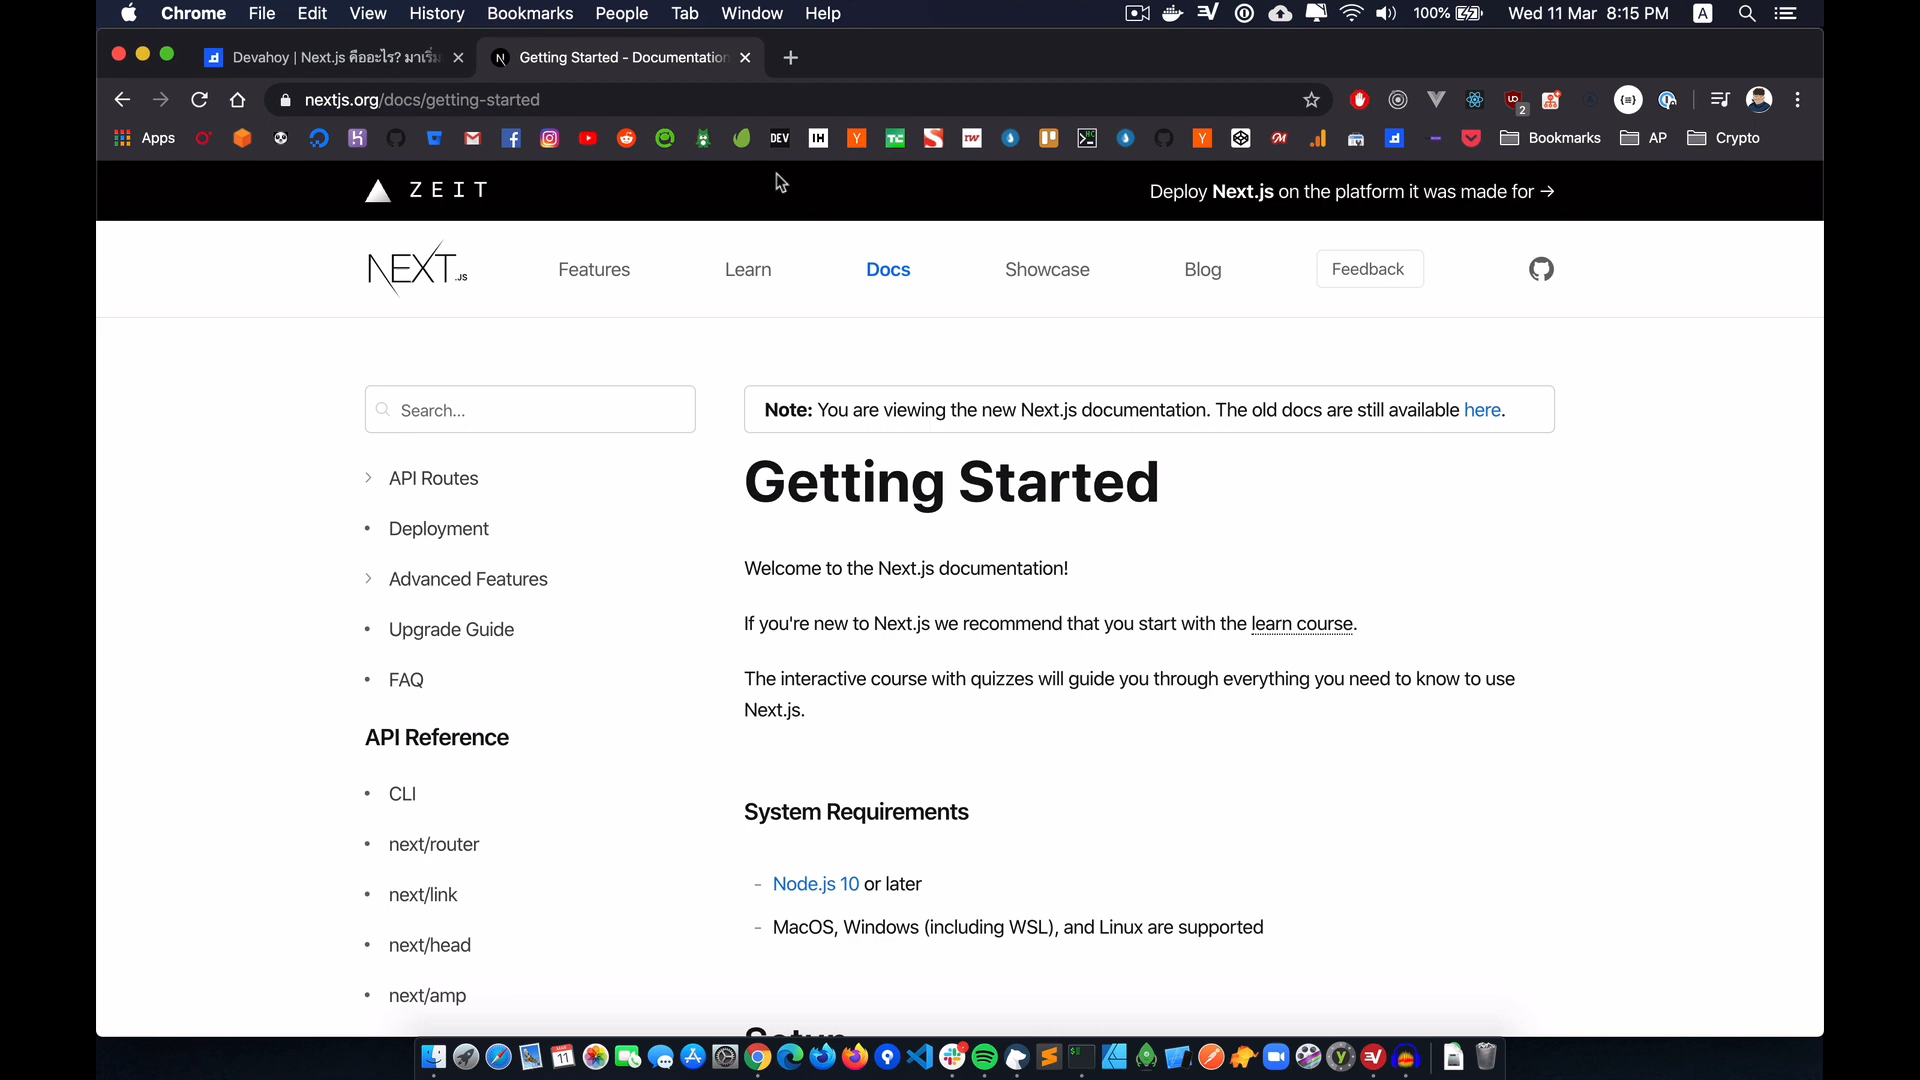 Chrome File Edit View History Bookmarks People Tab Window Help 100% Wed 11 Mar 8:15 PM A
Devahoy | Next.js คืออะไร? มาเริ่ม Getting Started - Documentation
nextjs.org/docs/getting-started
Apps DEV IH Bookmarks AP Crypto
ZEIT Deploy Next.js on the platform it was made for →
NEXT.JS Features Learn Docs Showcase Blog Feedback
Search... Note: You are viewing the new Next.js documentation. The old docs are still available here.
API Routes
Deployment
Advanced Features
Upgrade Guide
FAQ
API Reference
CLI
next/router
next/link
next/head
next/amp
Getting Started
Welcome to the Next.js documentation!
If you're new to Next.js we recommend that you start with the learn course.
The interactive course with quizzes will guide you through everything you need to know to use
Next.js.
System Requirements
- Node.js 10 or later
- MacOS, Windows (including WSL), and Linux are supported
Setup